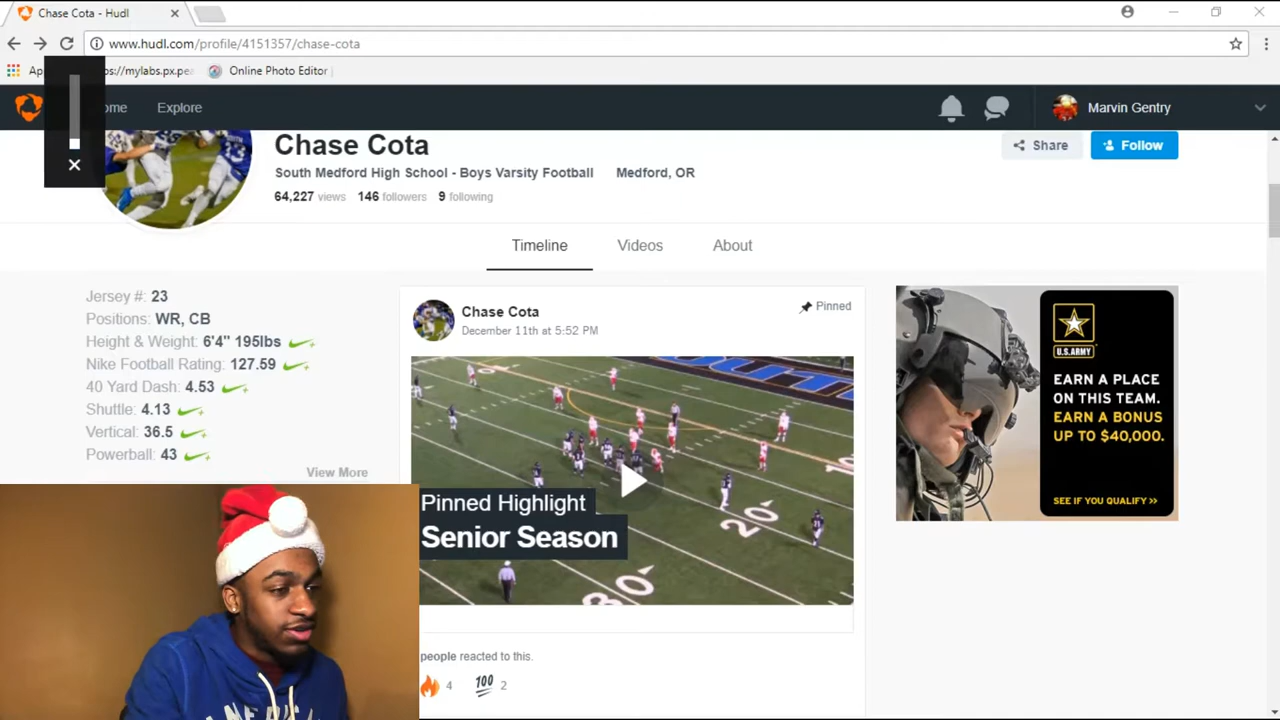 Chase Cota - Hudl
www.hudl.com/profile/4151357/chase-cota
Ap
s://mylabs.px.pe
Online Photo Editor |
ome
Explore
Marvin Gentry
Chase Cota
South Medford High School - Boys Varsity Football
Medford, OR
64,227 views
146 followers
9 following
Share
Follow
Timeline
Videos
About
Jersey #: 23
Positions: WR, CB
Height & Weight: 6'4" 195lbs
Nike Football Rating: 127.59
40 Yard Dash: 4.53
Shuttle: 4.13
Vertical: 36.5
Powerball: 43
View More
Chase Cota
December 11th at 5:52 PM
Pinned
20
30
Pinned Highlight
Senior Season
people reacted to this.
4
100
2
U.S.ARMY
EARN A PLACE
ON THIS TEAM.
EARN A BONUS
UP TO $40,000.
SEE IF YOU QUALIFY >>